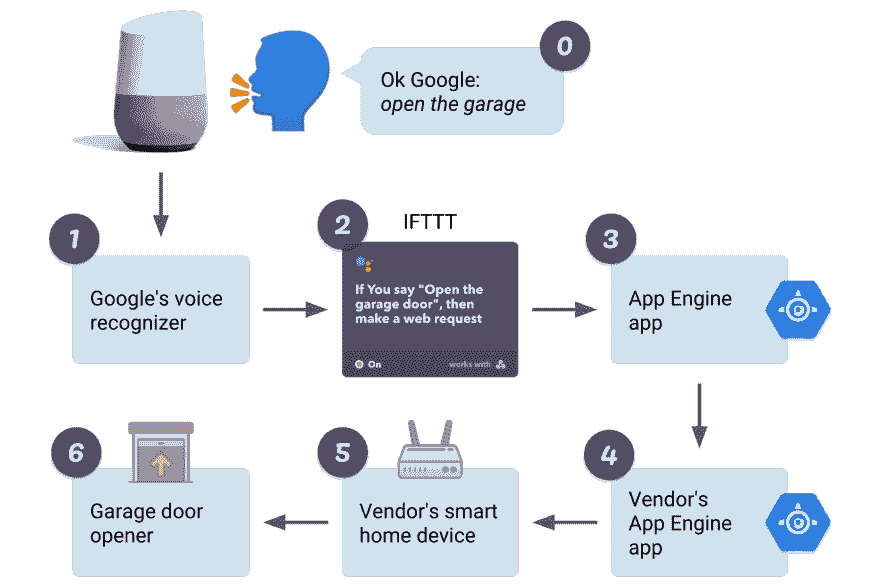 0
Ok Google:
open the garage
1
Google's voice
recognizer
2
IFTTT
If You say "Open the
garage door", then
make a web request
On
works with
3
App Engine
app
4
Vendor's
App Engine
app
5
Vendor's smart
home device
6
Garage door
opener